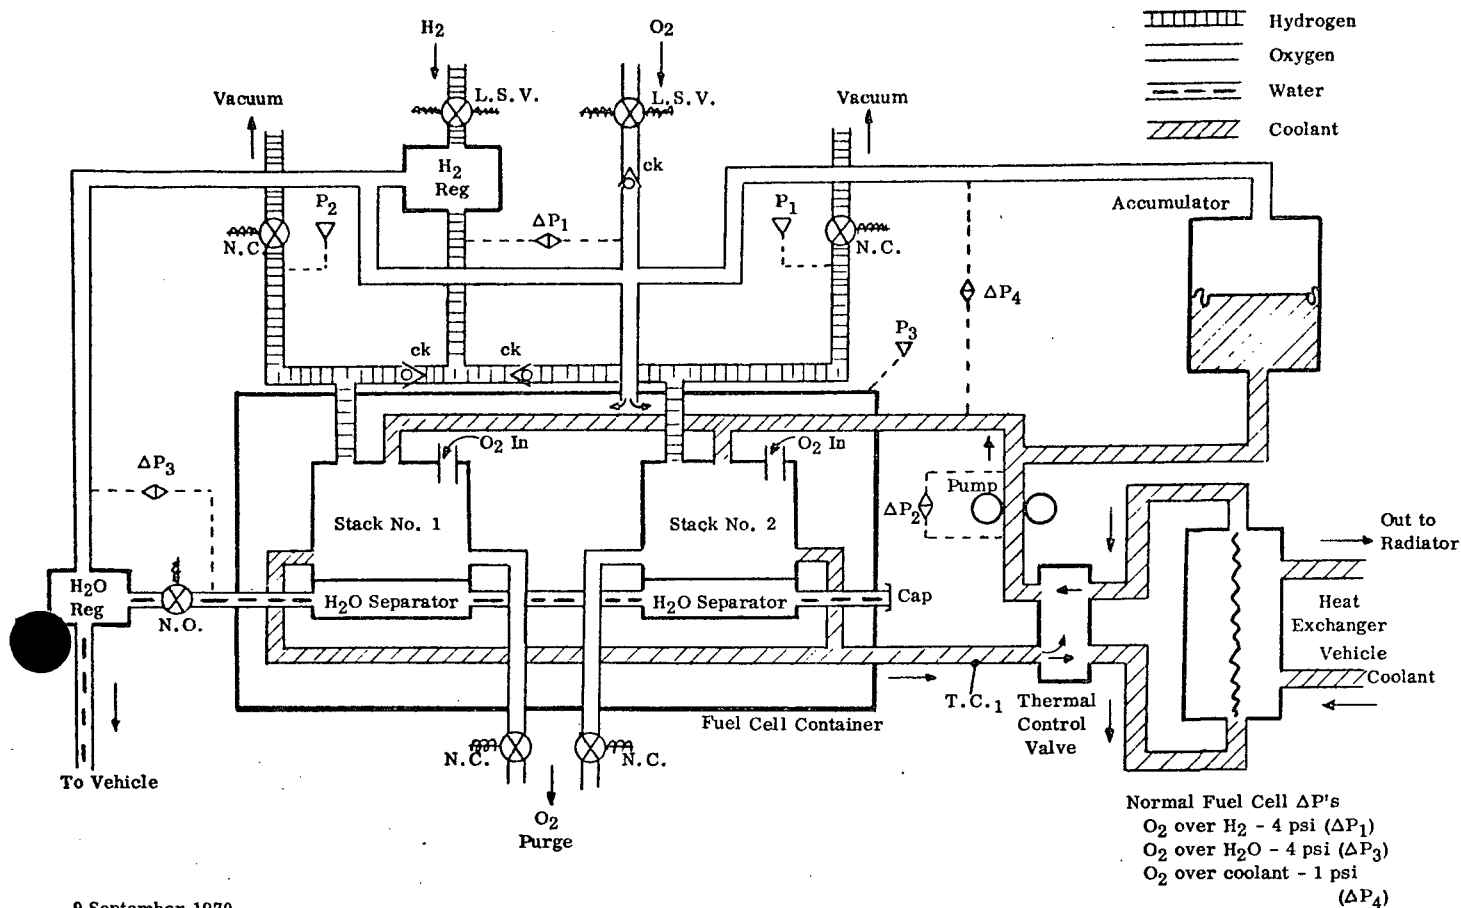 H2
O2
Hydrogen
Oxygen
Water
Coolant
Vacuum
L.S.V.
L.S.V.
Vacuum
H2
Reg
ck
P2
ΔP1
P1
Accumulator
N.C.
N.C.
ΔP4
P3
ck
ck
O2 In
O2 In
ΔP3
Pump
ΔP2
Stack No. 1
Stack No. 2
Out to
Radiator
H2O
Reg
N.O.
H2O Separator
H2O Separator
Cap
Heat
Exchanger
Vehicle
Coolant
T.C.1
Thermal
Control
Valve
Fuel Cell Container
N.C.
N.C.
To Vehicle
O2
Purge
Normal Fuel Cell ΔP's
O2 over H2 - 4 psi (ΔP1)
O2 over H2O - 4 psi (ΔP3)
O2 over coolant - 1 psi
(ΔP4)
9 September 1970